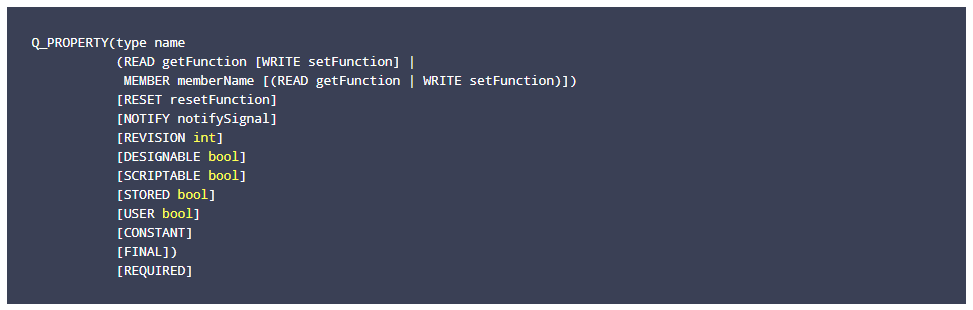 Q_PROPERTY(type name
(READ getFunction [WRITE setFunction] |
MEMBER memberName [(READ getFunction | WRITE setFunction)])
[RESET resetFunction]
[NOTIFY notifySignal]
[REVISION int]
[DESIGNABLE bool]
[SCRIPTABLE bool]
[STORED bool]
[USER bool]
[CONSTANT]
[FINAL])
[REQUIRED]